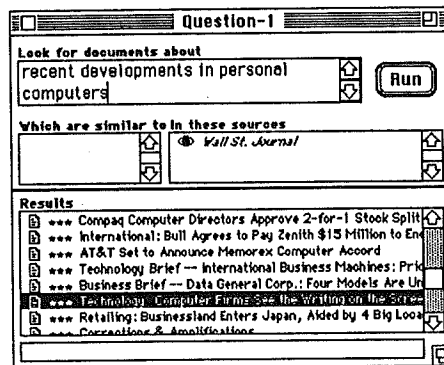 Question-1
Look for documents about
recent developments in personal
computers
Run
Which are similar to In these sources
Wall St. Journal
Results
*** Compaq Computer Directors Approve 2-for-1 Stock Split
*** International: Bull Agrees to Pay Zenith $15 Million to End
*** AT&T Set to Announce Memorex Computer Accord
*** Technology Brief -- International Business Machines: Pric
*** Business Brief -- Data General Corp.: Four Models Are Un
*** Technology: Computer Firms See the Writing on the Scree
*** Retailing: Businessland Enters Japan, Aided by 4 Big Loca
*** Corrections & Amplifications